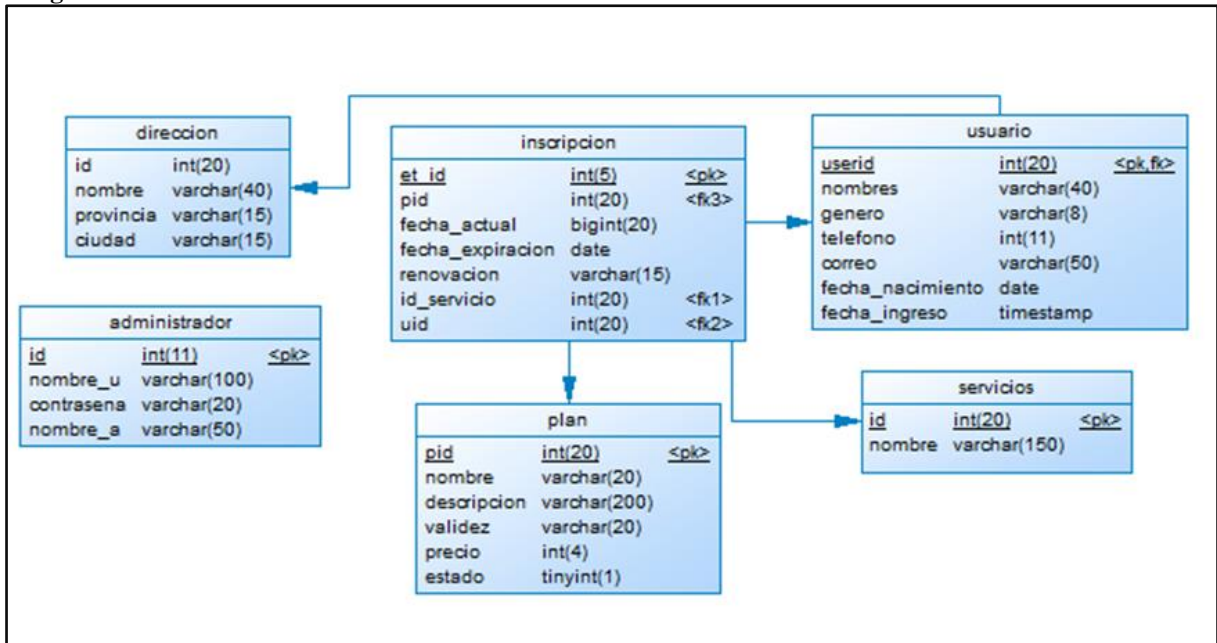 direccion
id int(20)
nombre varchar(40)
provincia varchar(15)
ciudad varchar(15)
inscripcion
et_id int(5) <pk>
pid int(20) <fk3>
fecha_actual bigint(20)
fecha_expiracion date
renovacion varchar(15)
id_servicio int(20) <fk1>
uid int(20) <fk2>
usuario
userid int(20) <pk,fk>
nombres varchar(40)
genero varchar(8)
telefono int(11)
correo varchar(50)
fecha_nacimiento date
fecha_ingreso timestamp
administrador
id int(11) <pk>
nombre_u varchar(100)
contrasena varchar(20)
nombre_a varchar(50)
plan
pid int(20) <pk>
nombre varchar(20)
descripcion varchar(200)
validez varchar(20)
precio int(4)
estado tinyint(1)
servicios
id int(20) <pk>
nombre varchar(150)